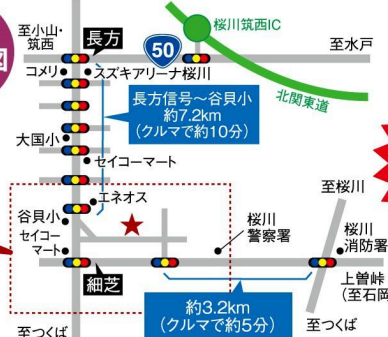 至小山・
筑西
長方
50
桜川筑西IC
至水戸
北関東道
コメリ
スズキアリーナ桜川
長方信号～谷貝小
約7.2km
(クルマで約10分)
図
大国小
セイコーマート
エネオス
谷貝小
セイコー
マート
細芝
至桜川
桜川
警察署
桜川
消防署
上曽峠
(至石岡
約3.2km
(クルマで約5分)
至つくば
至つくば